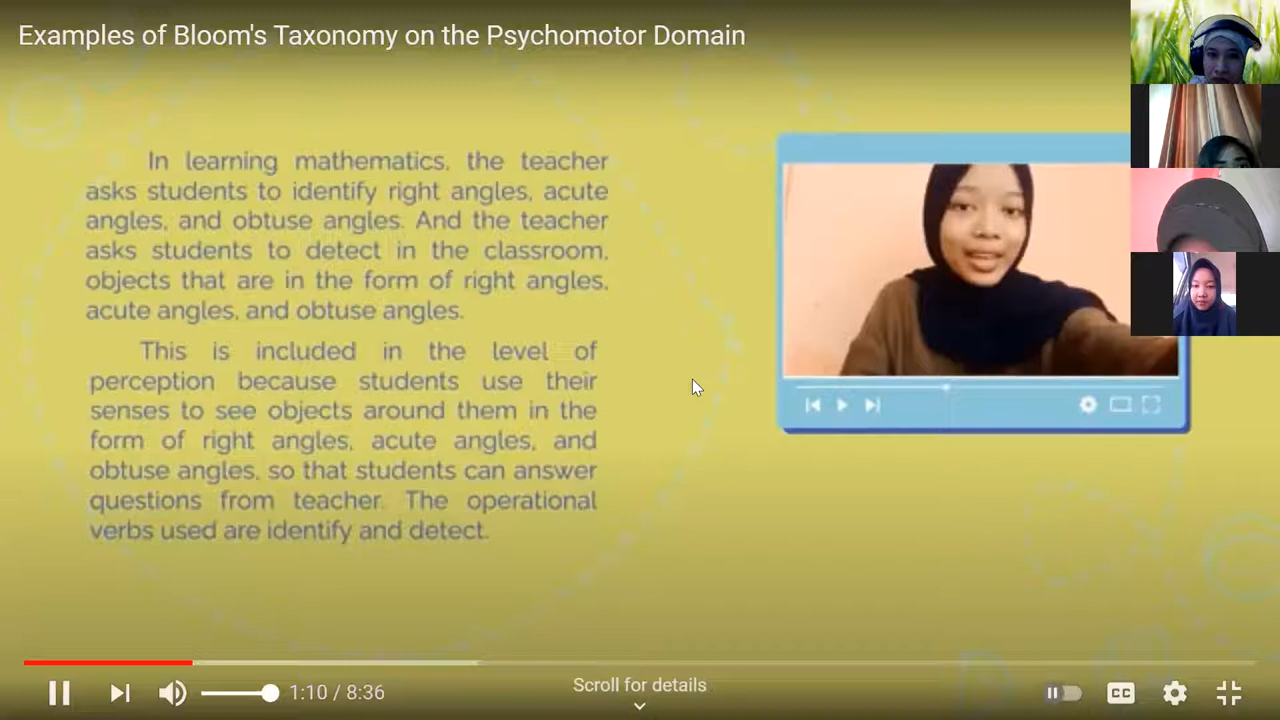 Examples of Bloom's Taxonomy on the Psychomotor Domain
In learning mathematics, the teacher
asks students to identify right angles, acute
angles, and obtuse angles. And the teacher
asks students to detect in the classroom,
objects that are in the form of right angles,
acute angles, and obtuse angles.
This is included in the level of
perception because students use their
senses to see objects around them in the
form of right angles, acute angles, and
obtuse angles, so that students can answer
questions from teacher. The operational
verbs used are identify and detect.
1:10 / 8:36
Scroll for details
CC